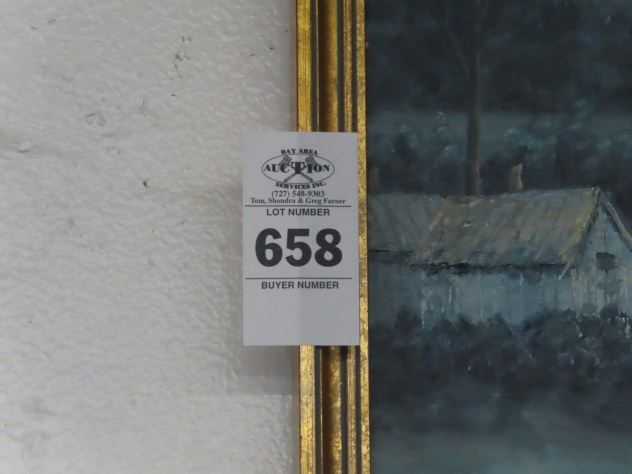 BAY AREA
AUCTION
SERVICES INC.
(727) 548-9303
Tom, Shondra & Greg Farner
LOT NUMBER
658
BUYER NUMBER